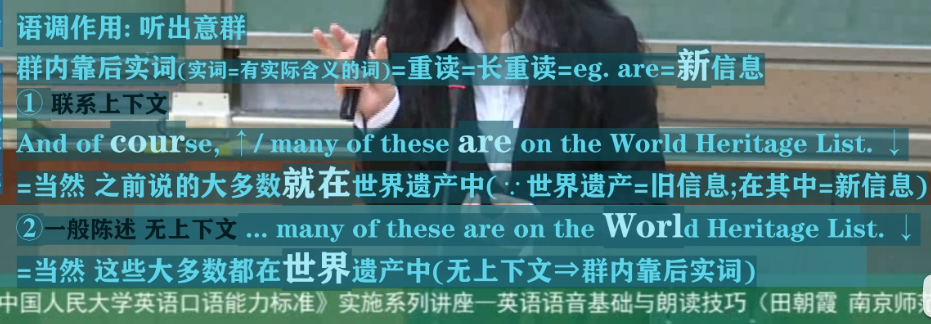 语调作用: 听出意群
群内靠后实词(实词=有实际含义的词)=重读=长重读=eg. are=新信息
① 联系上下文
And of course, ↑ / many of these are on the World Heritage List. ↓
=当然 之前说的大多数就在世界遗产中(∵世界遗产=旧信息;在其中=新信息)
②一般陈述 无上下文 ... many of these are on the World Heritage List. ↓
=当然 这些大多数都在世界遗产中(无上下文⇒群内靠后实词)
中国人民大学英语口语能力标准》实施系列讲座—英语语音基础与朗读技巧（田朝霞 南京师